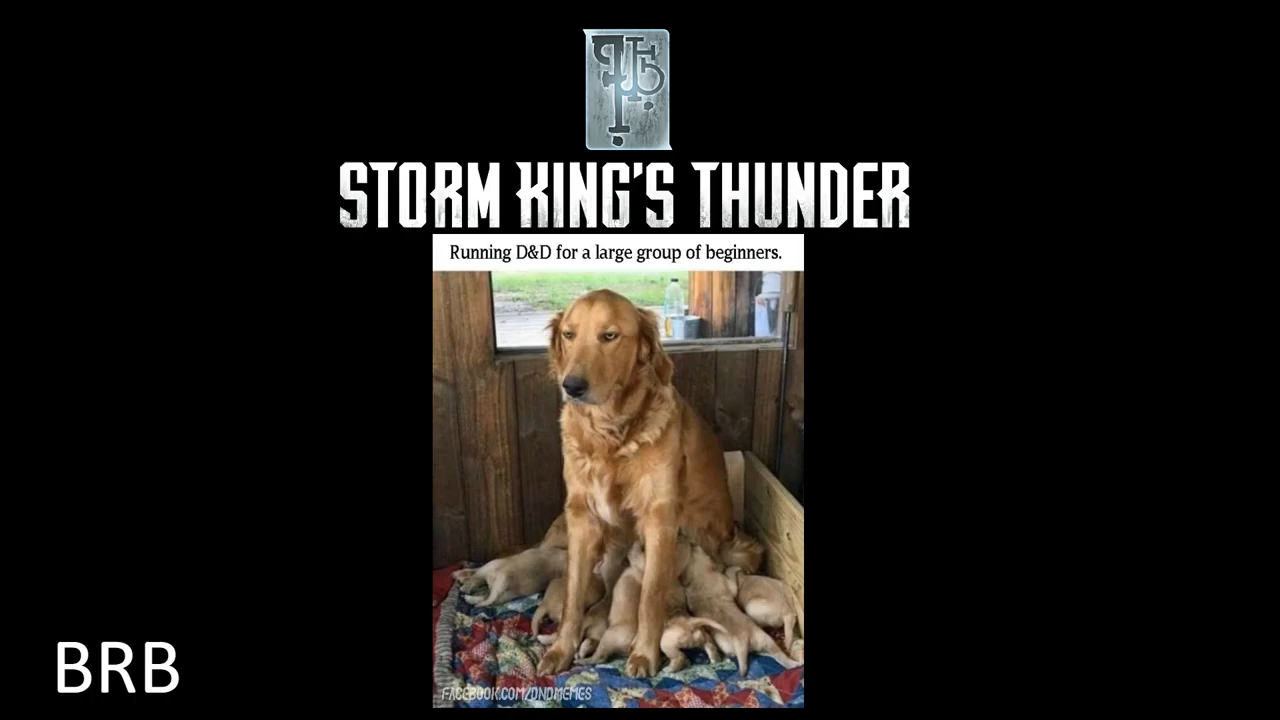 STORM KING'S THUNDER
Running D&D for a large group of beginners.
BRB
FACEBOOK.COM/DNDMEMES